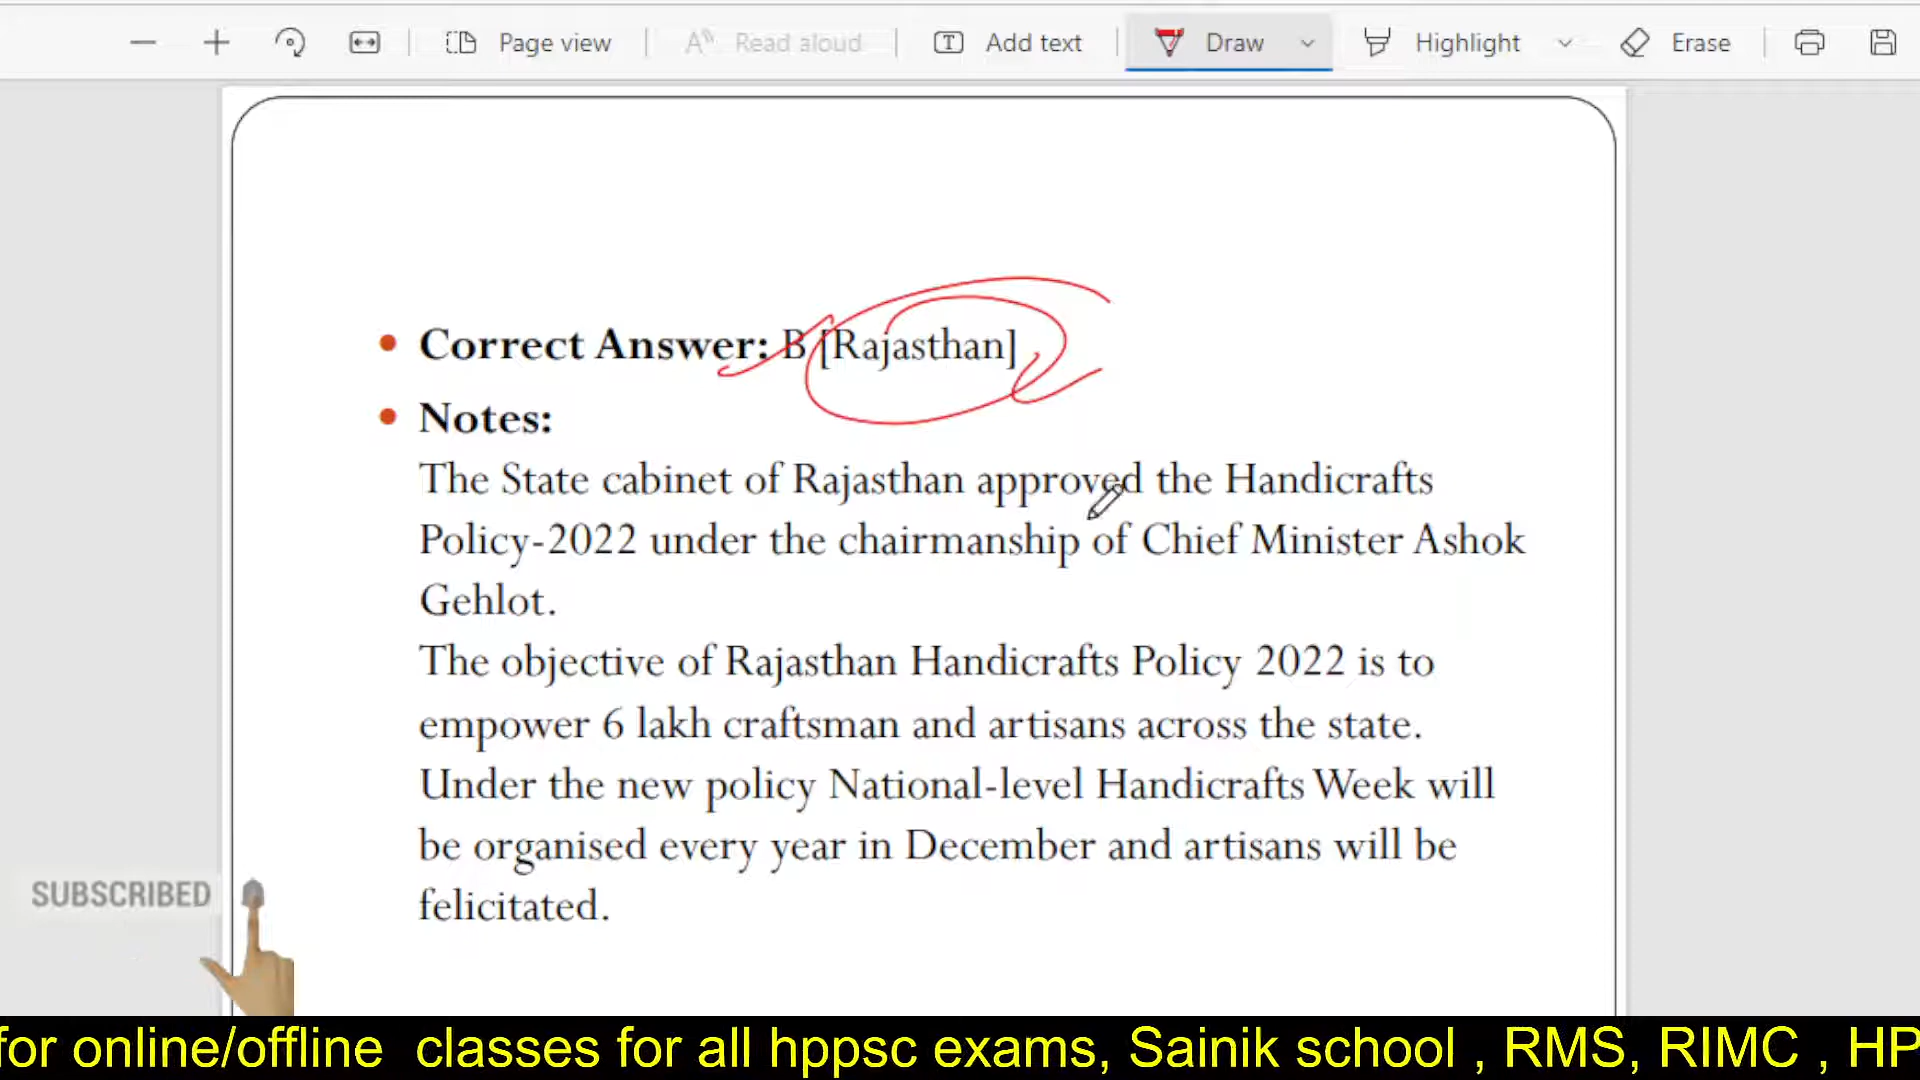 Page view
Read aloud
Add text
Draw
Highlight
Erase
Correct Answer: B [Rajasthan]
Notes:
The State cabinet of Rajasthan approved the Handicrafts
Policy-2022 under the chairmanship of Chief Minister Ashok
Gehlot.
The objective of Rajasthan Handicrafts Policy 2022 is to
empower 6 lakh craftsman and artisans across the state.
Under the new policy National-level Handicrafts Week will
be organised every year in December and artisans will be
felicitated.
SUBSCRIBED
for online/offline classes for all hppsc exams, Sainik school , RMS, RIMC , HP